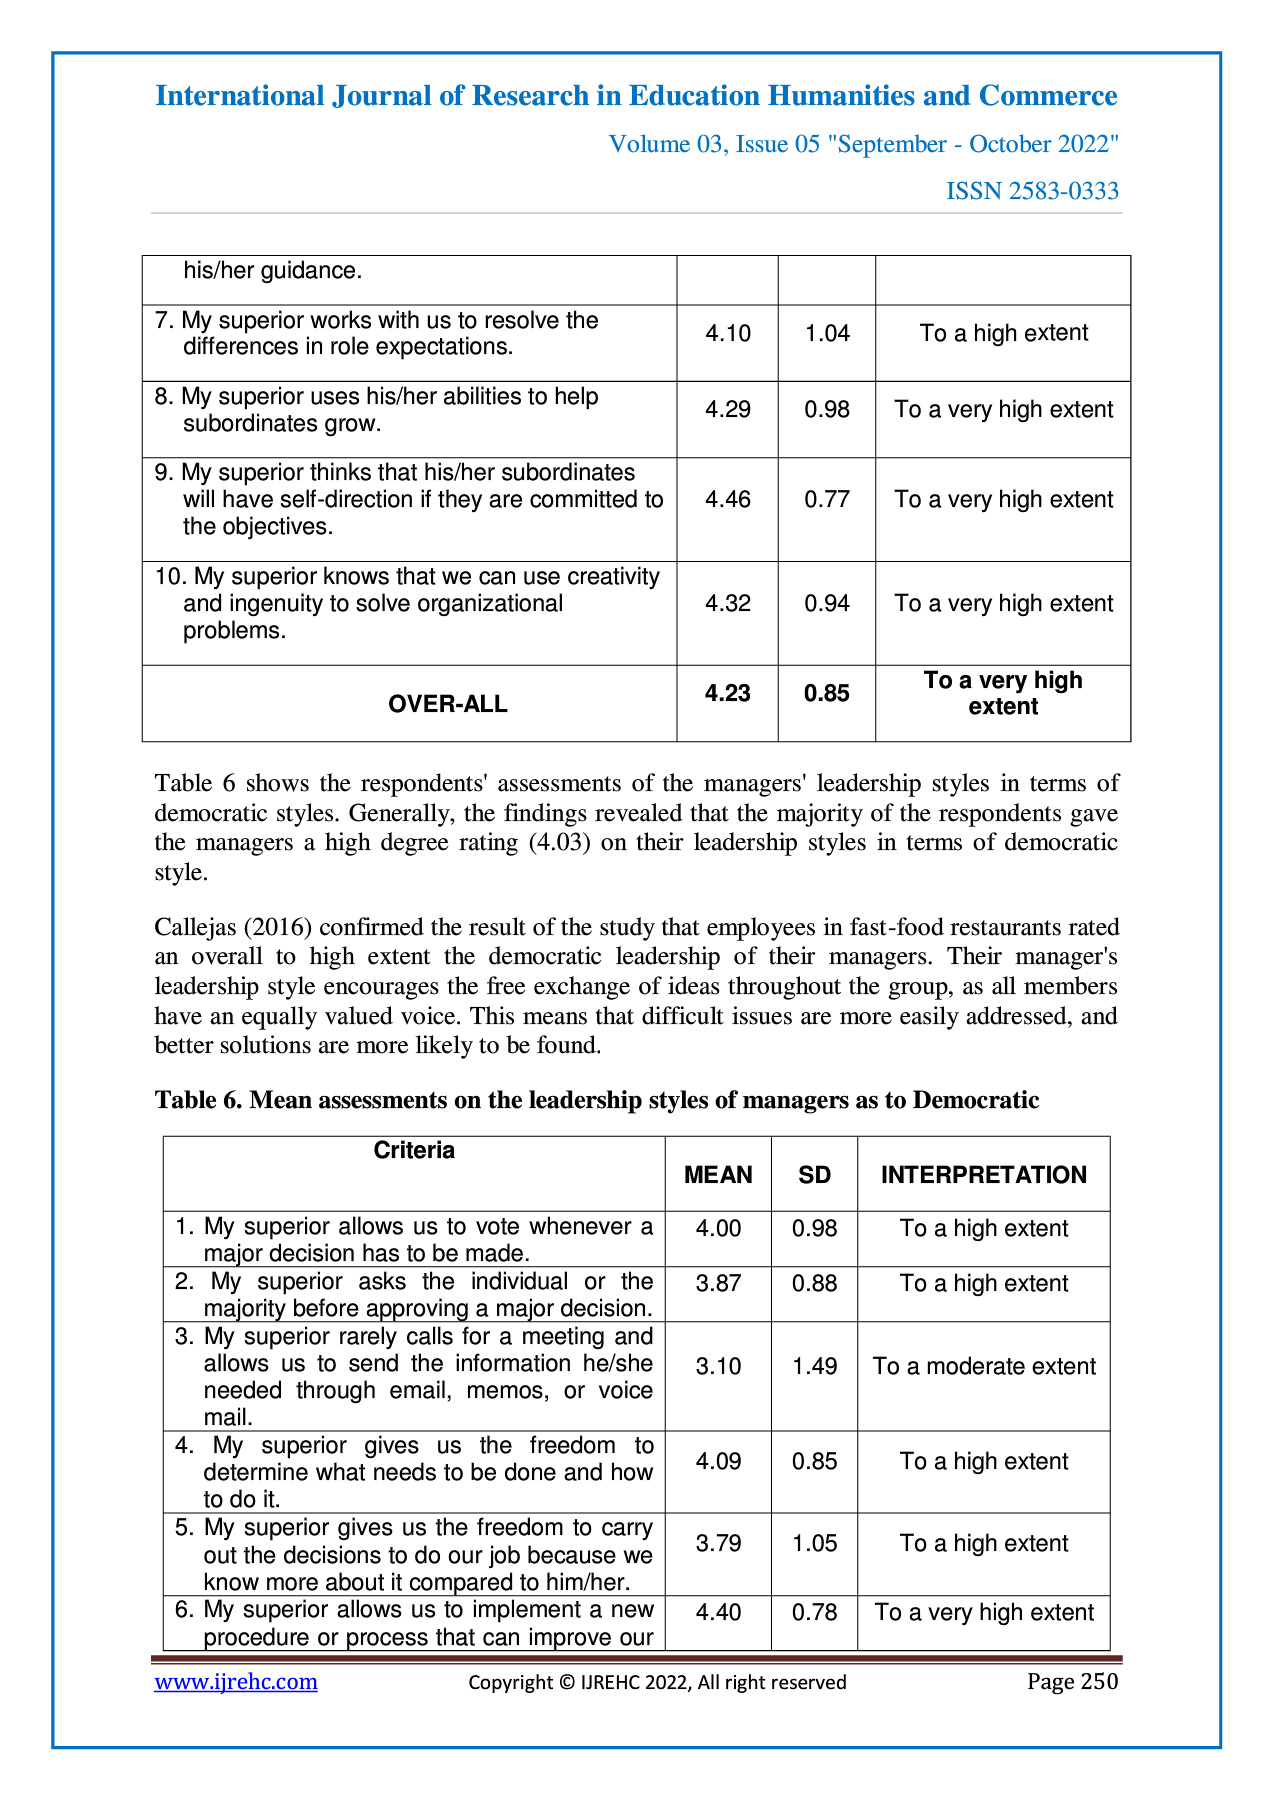 International Journal of Research in Education Humanities and Commerce
Volume 03, Issue 05 "September - October 2022"
ISSN 2583-0333
his/her guidance.
7. My superior works with us to resolve the
differences in role expectations.
4.10 1.04 To a high extent
8. My superior uses his/her abilities to help
subordinates grow.
4.29 0.98 To a very high extent
9. My superior thinks that his/her subordinates
will have self-direction if they are committed to
the objectives.
4.46 0.77 To a very high extent
10. My superior knows that we can use creativity
and ingenuity to solve organizational
problems.
4.32 0.94 To a very high extent
OVER-ALL
4.23 0.85 To a very high
extent
Table 6 shows the respondents' assessments of the managers' leadership styles in terms of
democratic styles. Generally, the findings revealed that the majority of the respondents gave
the managers a high degree rating (4.03) on their leadership styles in terms of democratic
style.
Callejas (2016) confirmed the result of the study that employees in fast-food restaurants rated
an overall to high extent the democratic leadership of their managers. Their manager's
leadership style encourages the free exchange of ideas throughout the group, as all members
have an equally valued voice. This means that difficult issues are more easily addressed, and
better solutions are more likely to be found.
Table 6. Mean assessments on the leadership styles of managers as to Democratic
Criteria
MEAN SD INTERPRETATION
1. My superior allows us to vote whenever a
major decision has to be made.
4.00 0.98 To a high extent
2. My superior asks the individual or the
majority before approving a major decision.
3.87 0.88 To a high extent
3. My superior rarely calls for a meeting and
allows us to send the information he/she
needed through email, memos, or voice
mail.
3.10 1.49 To a moderate extent
4. My superior gives us the freedom to
determine what needs to be done and how
to do it.
4.09 0.85 To a high extent
5. My superior gives us the freedom to carry
out the decisions to do our job because we
know more about it compared to him/her.
3.79 1.05 To a high extent
6. My superior allows us to implement a new
procedure or process that can improve our
4.40 0.78 To a very high extent
www.ijrehc.com Copyright © IJREHC 2022, All right reserved Page 250